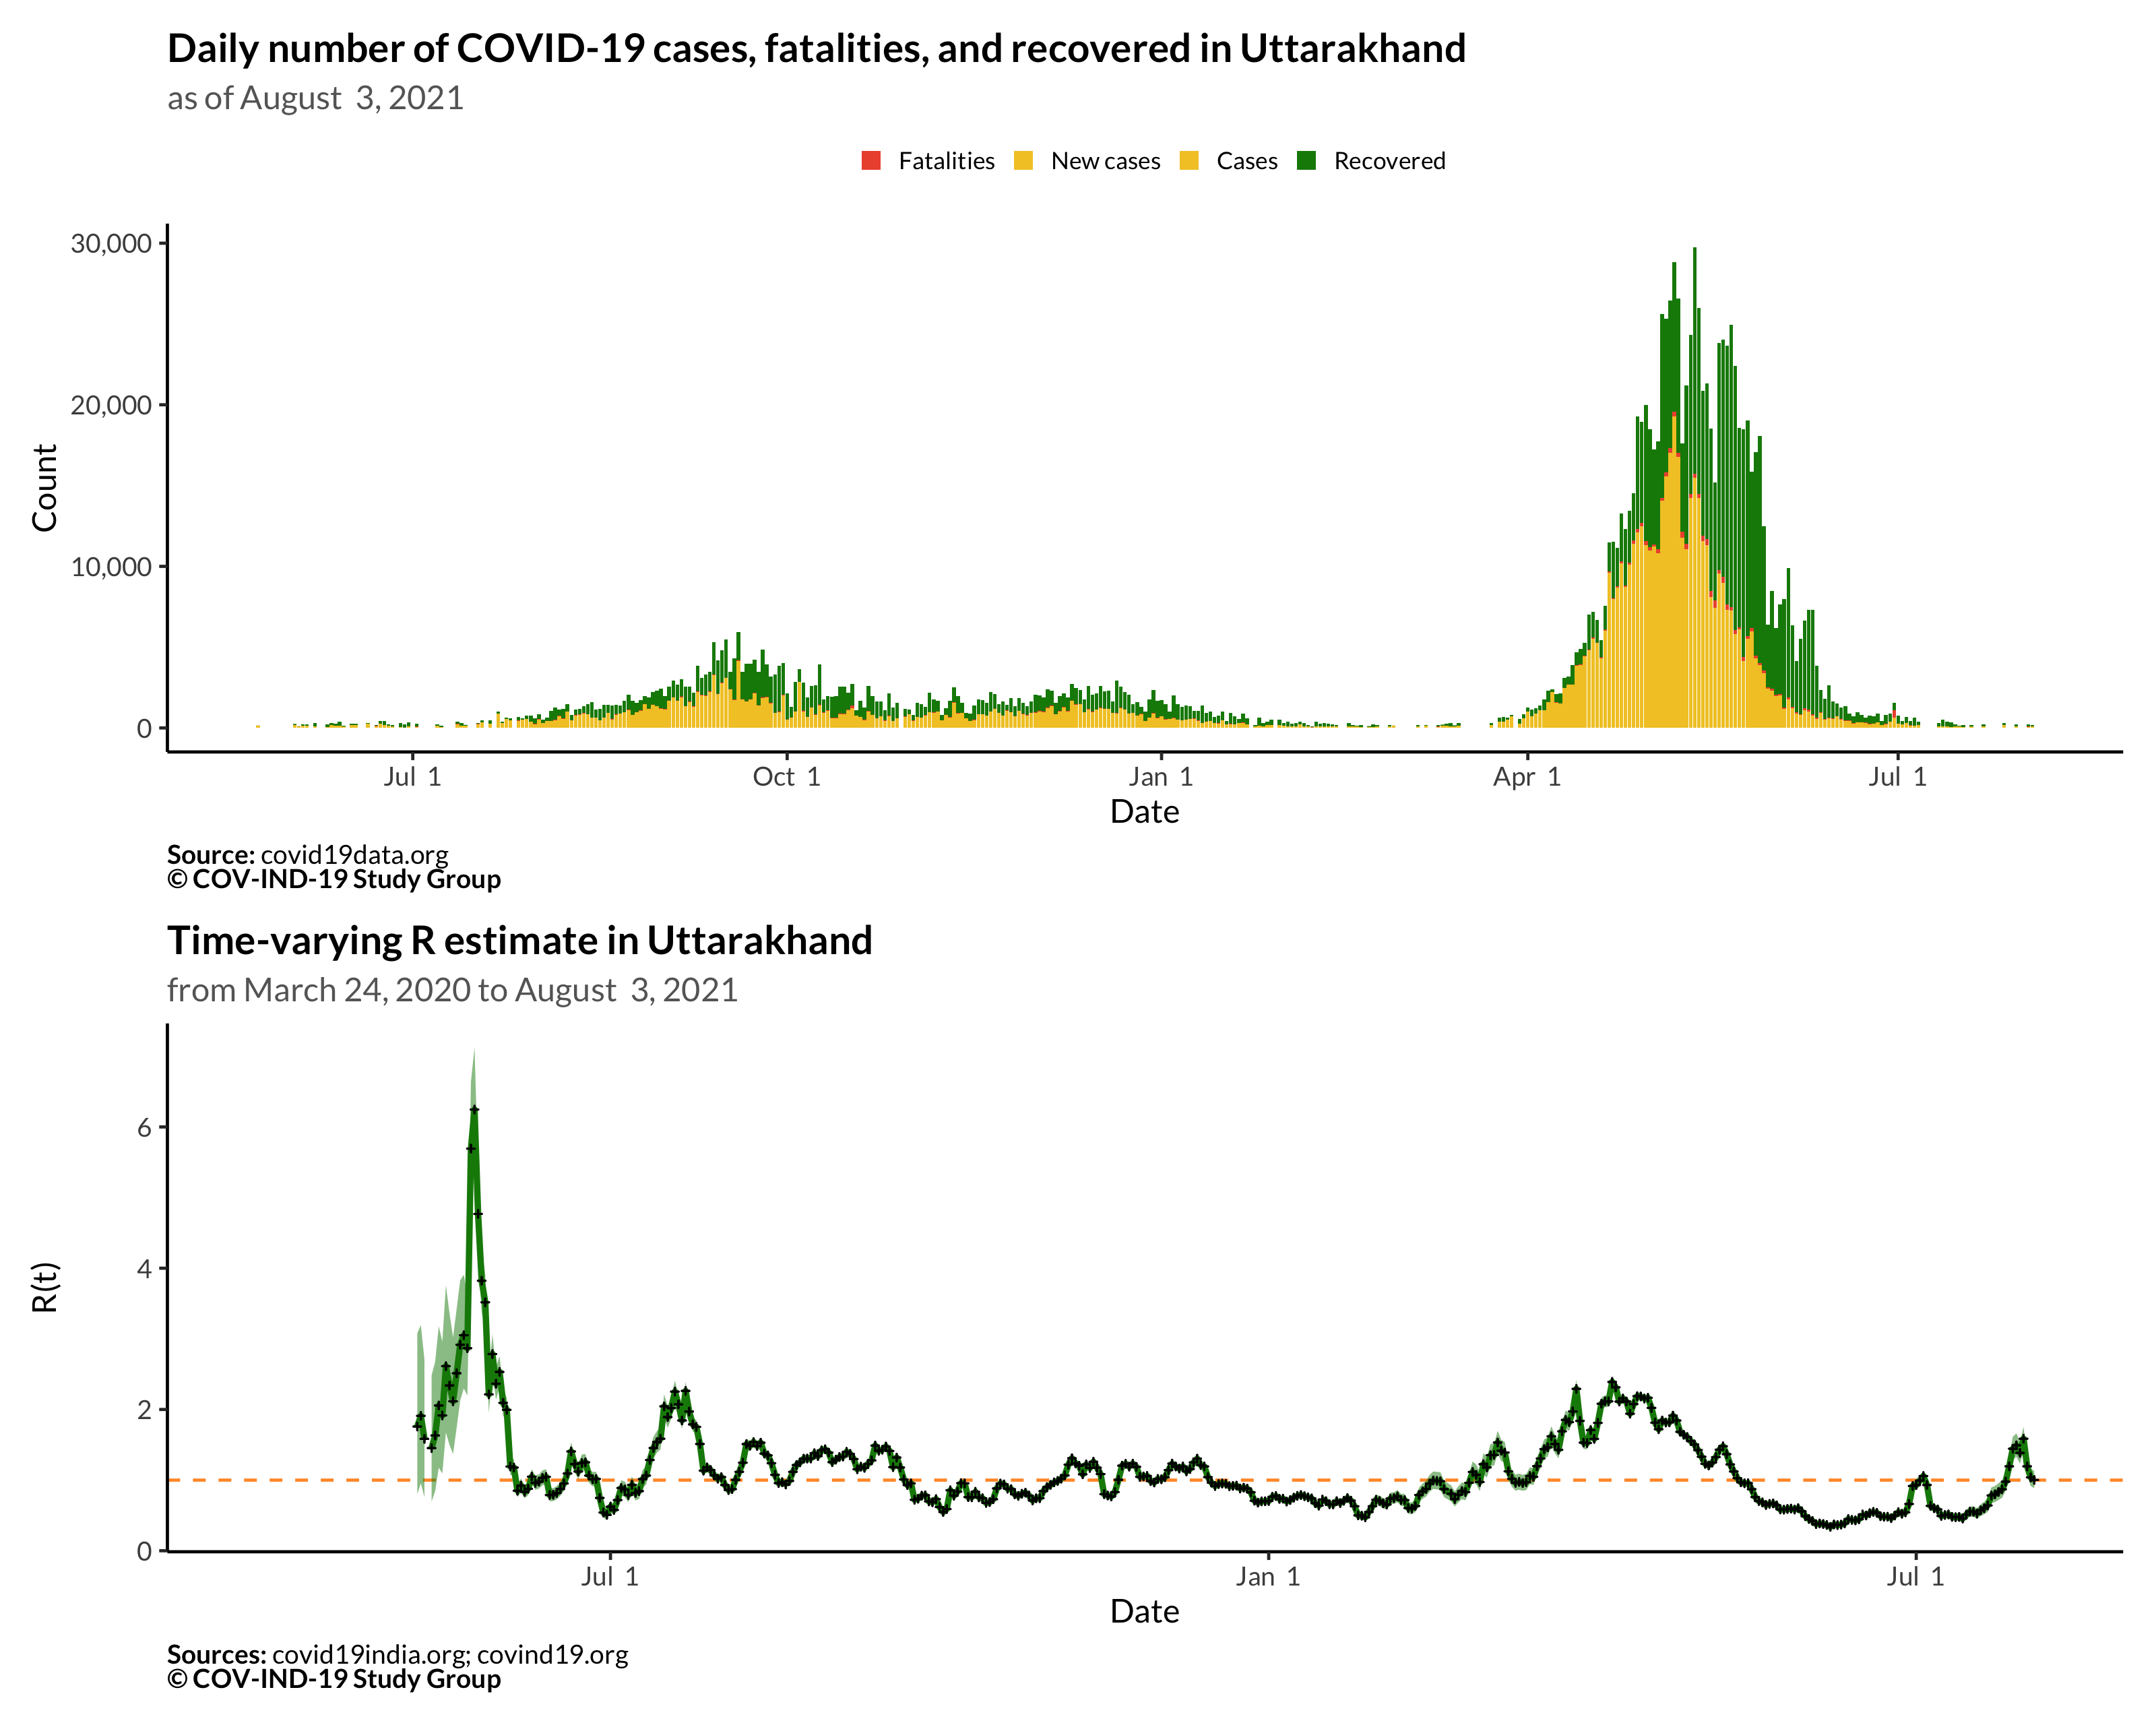 Daily number of COVID-19 cases, fatalities, and recovered in Uttarakhand
as of August  3, 2021
Fatalities New cases Cases Recovered
30,000
20,000
10,000
0
Count
Jul  1 Oct  1 Jan  1 Apr  1 Jul  1
Date
Source: covid19data.org
© COV-IND-19 Study Group
Time-varying R estimate in Uttarakhand
from March 24, 2020 to August  3, 2021
6
4
2
0
R(t)
Jul  1 Jan  1 Jul  1
Date
Sources: covid19india.org; covind19.org
© COV-IND-19 Study Group